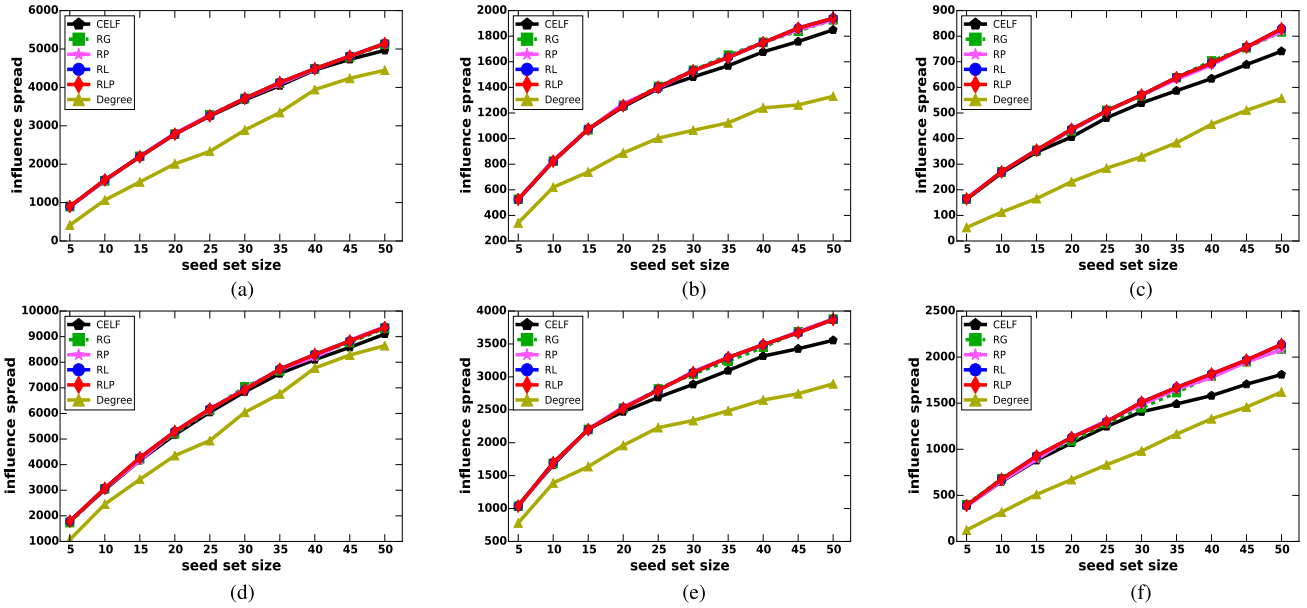 6000
5000
4000
3000
2000
1000
0
influence spread
CELF
RG
RP
RL
RLP
Degree
5 10 15 20 25 30 35 40 45 50
seed set size
(a)
2000
1800
1600
1400
1200
1000
800
600
400
200
influence spread
CELF
RG
RP
RL
RLP
Degree
5 10 15 20 25 30 35 40 45 50
seed set size
(b)
900
800
700
600
500
400
300
200
100
0
influence spread
CELF
RG
RP
RL
RLP
Degree
5 10 15 20 25 30 35 40 45 50
seed set size
(c)
10000
9000
8000
7000
6000
5000
4000
3000
2000
1000
influence spread
CELF
RG
RP
RL
RLP
Degree
5 10 15 20 25 30 35 40 45 50
seed set size
(d)
4000
3500
3000
2500
2000
1500
1000
500
influence spread
CELF
RG
RP
RL
RLP
Degree
5 10 15 20 25 30 35 40 45 50
seed set size
(e)
2500
2000
1500
1000
500
0
influence spread
CELF
RG
RP
RL
RLP
Degree
5 10 15 20 25 30 35 40 45 50
seed set size
(f)